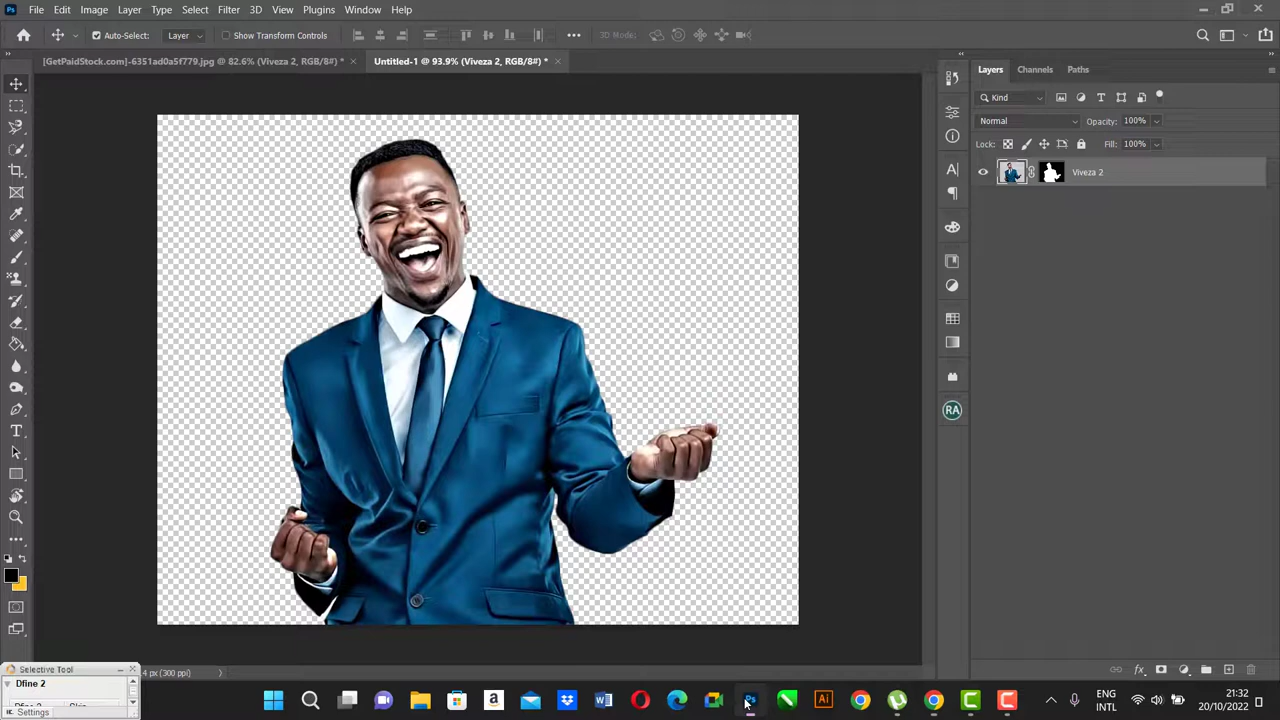 Ps File Edit Image Layer Type Select Filter 3D View Plugins Window Help
Auto-Select: Layer Show Transform Controls 3D Mode:
[GetPaidStock.com]-6351ad0a5f779.jpg @ 82.6% (Viveza 2, RGB/8#) * × Untitled-1 @ 93.9% (Viveza 2, RGB/8#) * ×
Layers Channels Paths
Kind
Normal Opacity: 100%
Lock: Fill: 100%
Viveza 2
RA
4 px (300 ppi)
Selective Tool
Dfine 2
Settings
ENG
INTL
21:32
20/10/2022